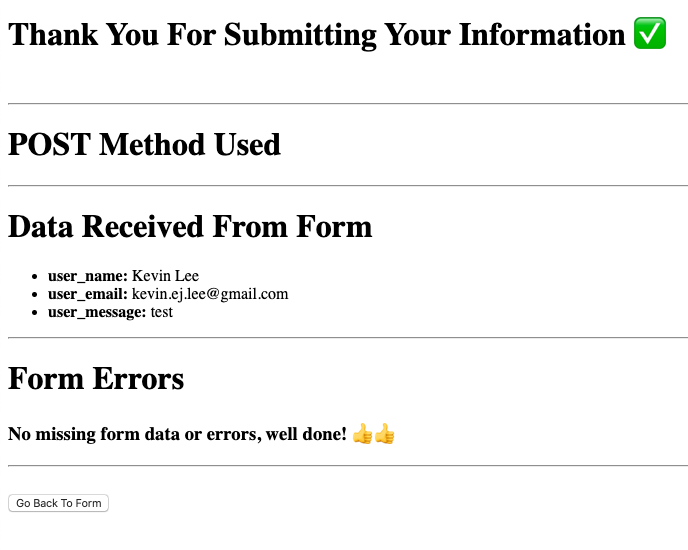 Thank You For Submitting Your Information ✅
POST Method Used
Data Received From Form
• user_name: Kevin Lee
• user_email: kevin.ej.lee@gmail.com
• user_message: test
Form Errors
No missing form data or errors, well done! 👍👍
Go Back To Form